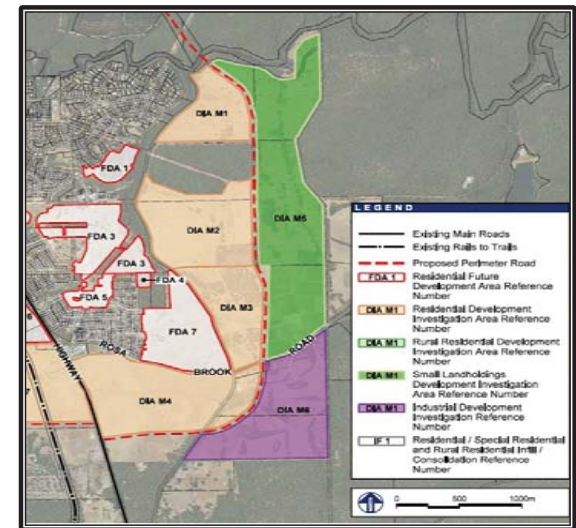 DIA M1
FDA 1
DIA M5
DIA M2
FDA 3
FDA 3
FDA 4
FDA 5
DIA M3
FDA 7
6
HIGHWAY
ROSA
BROOK
ROAD
DIA M4
DIA M6
LEGEND
Existing Main Roads
Existing Rails to Trails
Proposed Perimeter Road
FDA 1
Residential Future
Development Area Reference
Number
DIA M1
Residential Development
Investigation Area Reference
Number
DIA M1
Rural Residential Development
Investigation Area Reference
Number
DIA M1
Small Landholdings
Development Investigation
Area Reference Number
DIA M1
Industrial Development
Investigation Reference
Number
IF 1
Residential / Special Residential
and Rural Residential Infill /
Consolidation Reference
Number
0 500 1000m